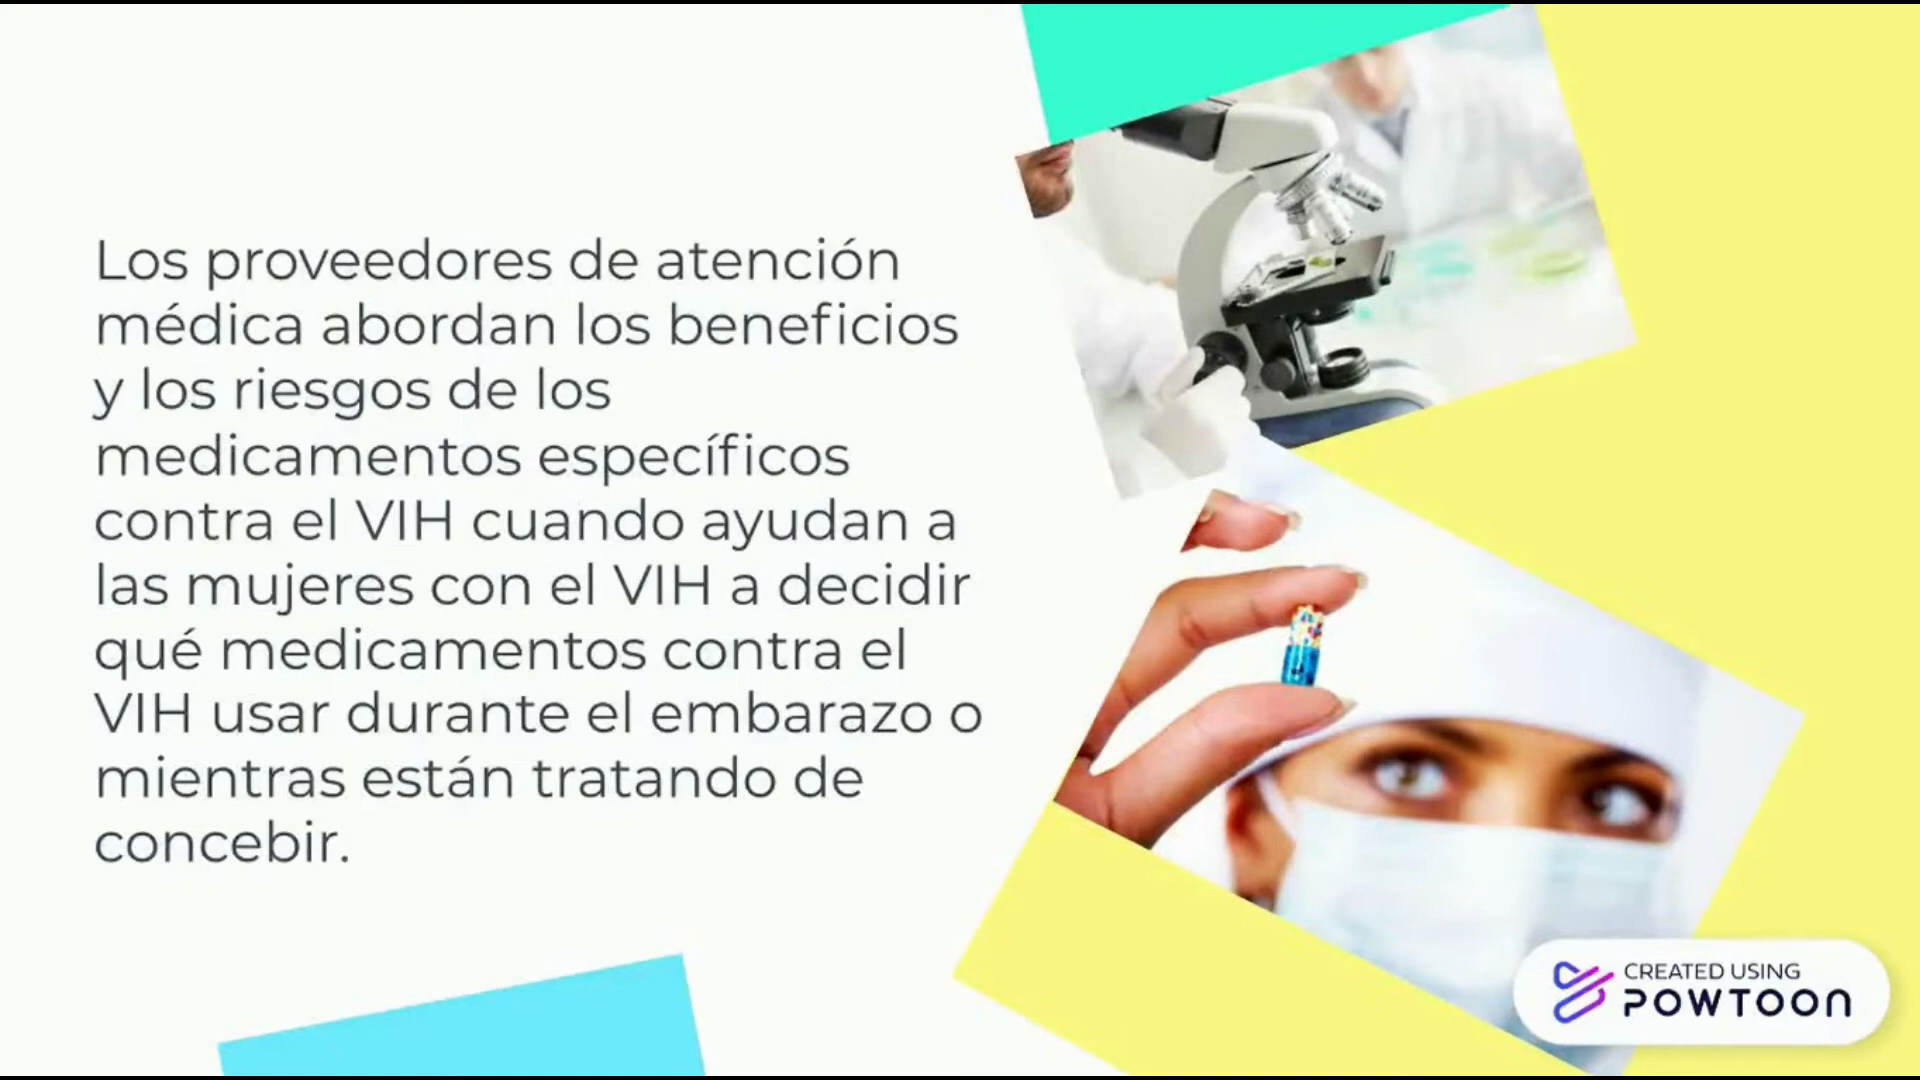 Los proveedores de atención
médica abordan los beneficios
y los riesgos de los
medicamentos específicos
contra el VIH cuando ayudan a
las mujeres con el VIH a decidir
qué medicamentos contra el
VIH usar durante el embarazo o
mientras están tratando de
concebir.
CREATED USING
POWTOON